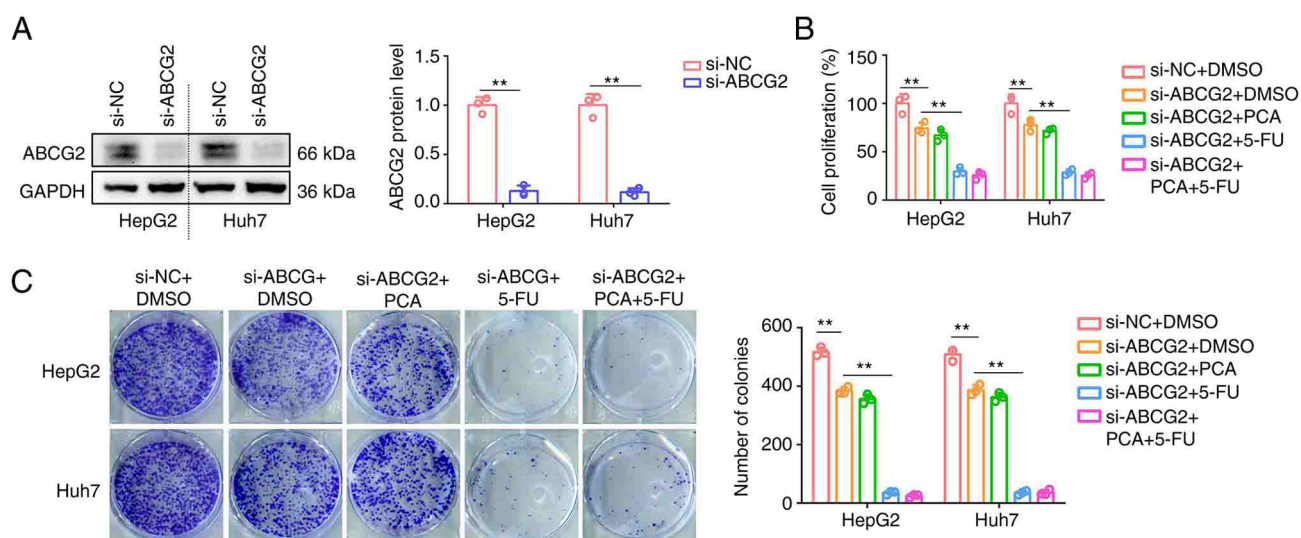 A
si-NC
si-ABCG2
si-NC
si-ABCG2
ABCG2
66 kDa
GAPDH
36 kDa
HepG2
Huh7
ABCG2 protein level
1.5
1.0
0.5
0.0
**
**
HepG2
Huh7
si-NC
si-ABCG2
B
Cell proliferation (%)
150
100
50
0
**
**
**
**
HepG2
Huh7
si-NC+DMSO
si-ABCG2+DMSO
si-ABCG2+PCA
si-ABCG2+5-FU
si-ABCG2+
PCA+5-FU
C
si-NC+
DMSO
si-ABCG+
DMSO
si-ABCG2+
PCA
si-ABCG+
5-FU
si-ABCG2+
PCA+5-FU
HepG2
Huh7
Number of colonies
600
400
200
0
**
**
**
**
HepG2
Huh7
si-NC+DMSO
si-ABCG2+DMSO
si-ABCG2+PCA
si-ABCG2+5-FU
si-ABCG2+
PCA+5-FU